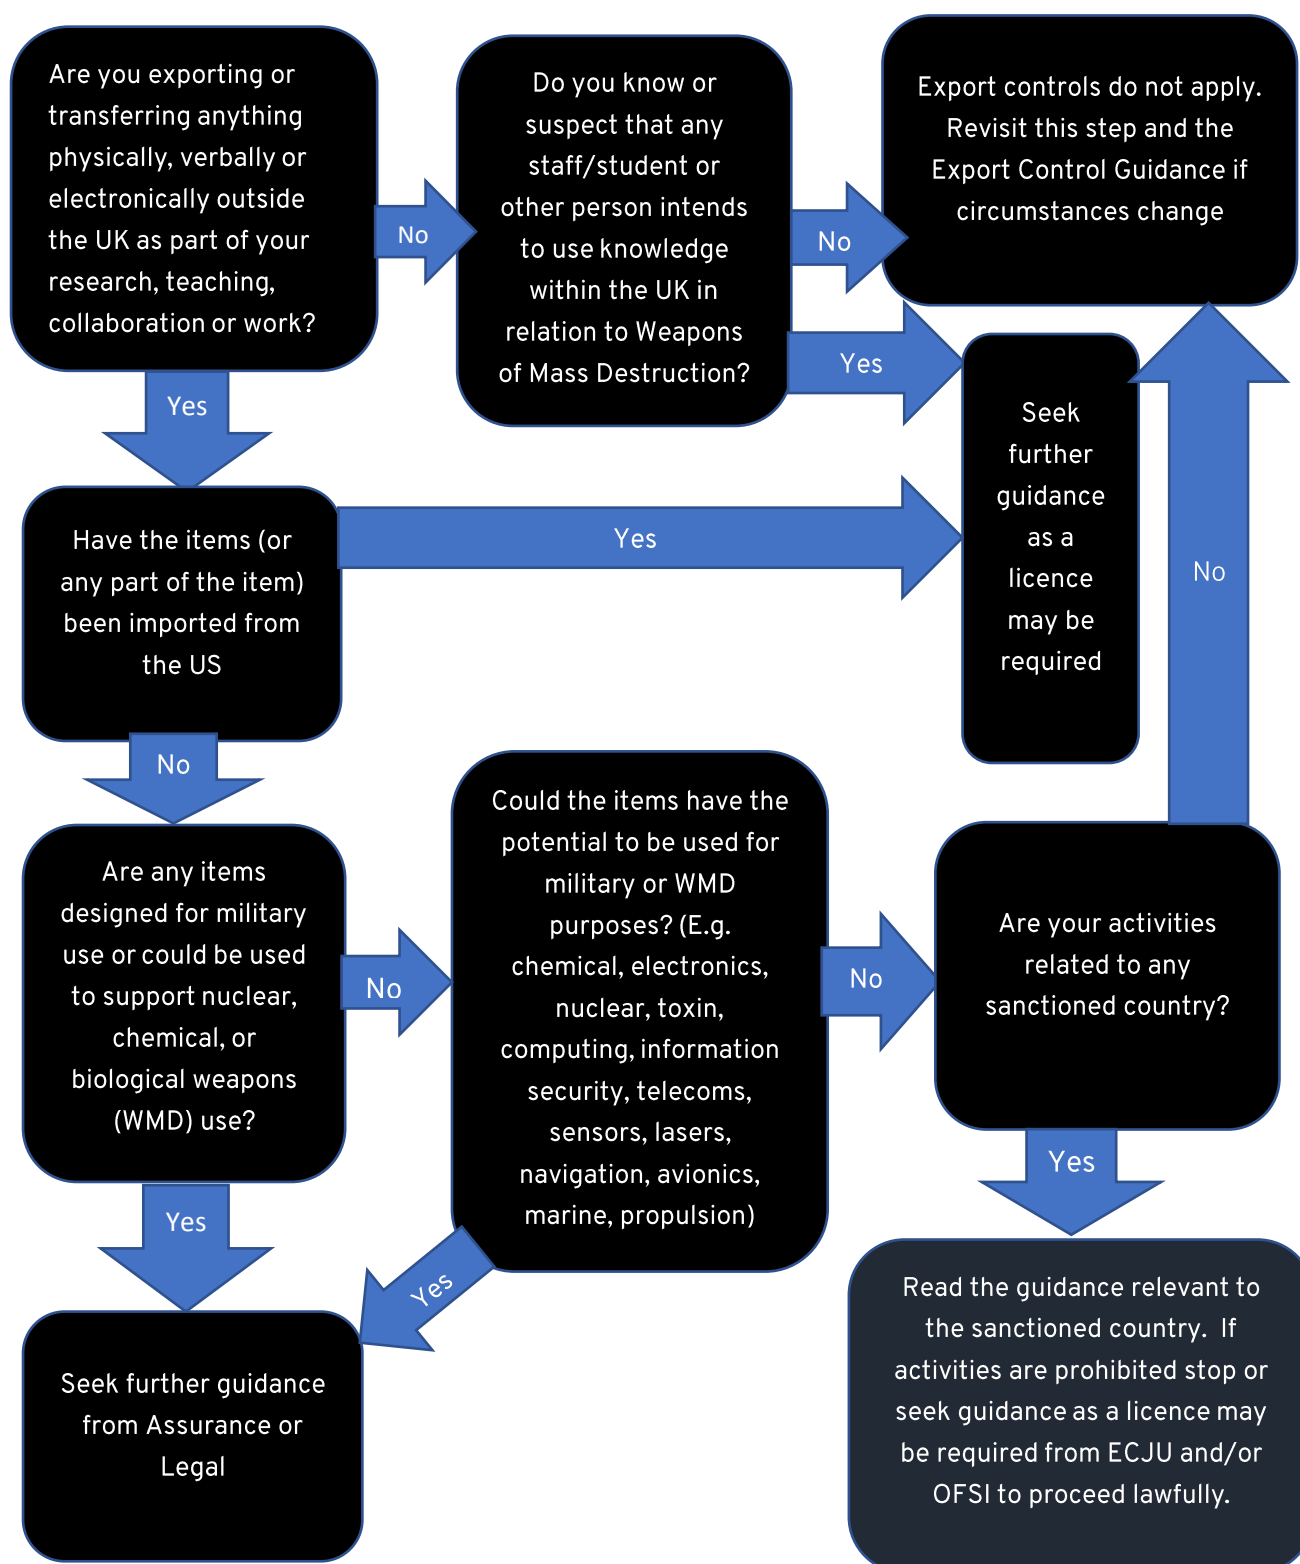 Are you exporting or
transferring anything
physically, verbally or
electronically outside
the UK as part of your
research, teaching,
collaboration or work?
No
Do you know or
suspect that any
staff/student or
other person intends
to use knowledge
within the UK in
relation to Weapons
of Mass Destruction?
No
Export controls do not apply.
Revisit this step and the
Export Control Guidance if
circumstances change
Yes
Yes
Seek
further
guidance
as a
licence
may be
required
Have the items (or
any part of the item)
been imported from
the US
Yes
No
No
Are any items
designed for military
use or could be used
to support nuclear,
chemical, or
biological weapons
(WMD) use?
No
Could the items have the
potential to be used for
military or WMD
purposes? (E.g.
chemical, electronics,
nuclear, toxin,
computing, information
security, telecoms,
sensors, lasers,
navigation, avionics,
marine, propulsion)
No
Are your activities
related to any
sanctioned country?
Yes
Yes
Yes
Seek further guidance
from Assurance or
Legal
Read the guidance relevant to
the sanctioned country.  If
activities are prohibited stop or
seek guidance as a licence may
be required from ECJU and/or
OFSI to proceed lawfully.